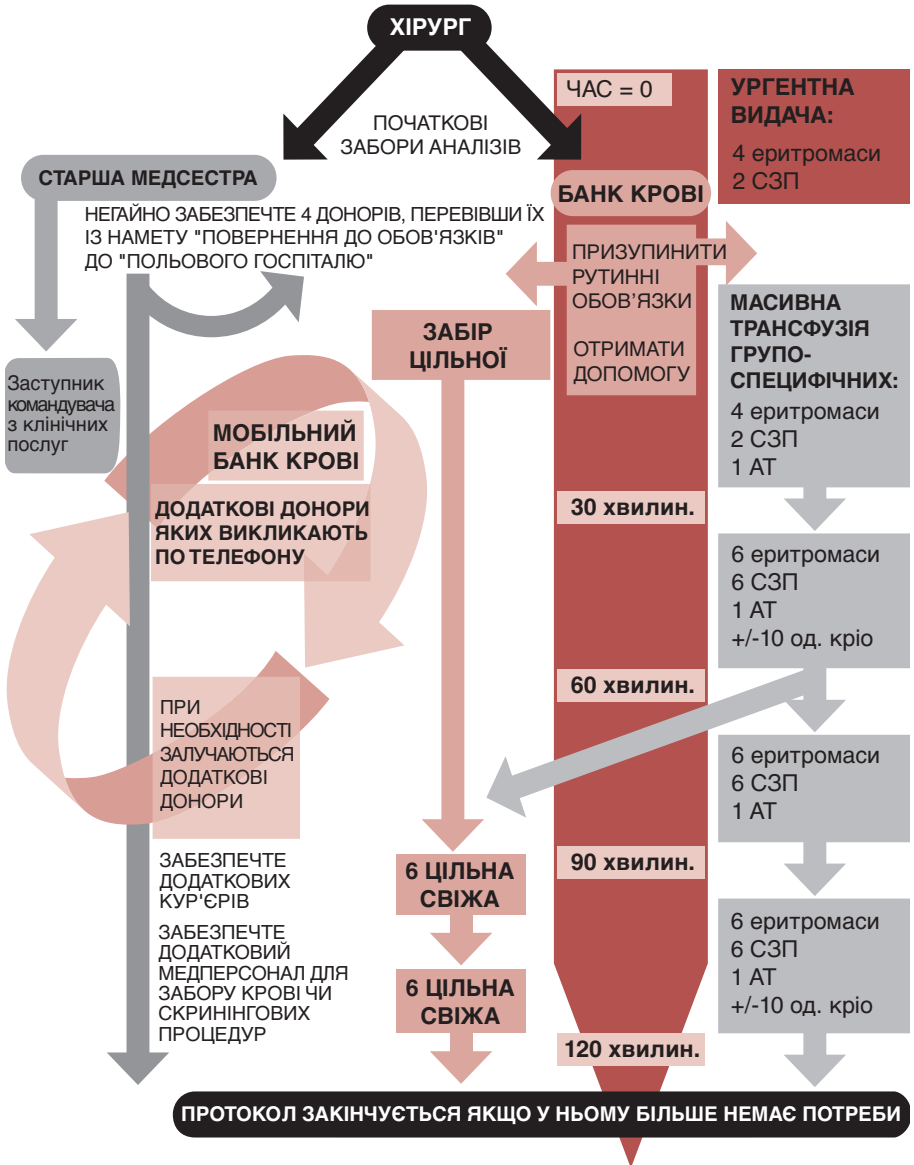 ХІРУРГ
ПОЧАТКОВІ
ЗАБОРИ АНАЛІЗІВ
СТАРША МЕДСЕСТРА
НЕГАЙНО ЗАБЕЗПЕЧТЕ 4 ДОНОРІВ, ПЕРЕВІВШИ ЇХ
ІЗ НАМЕТУ "ПОВЕРНЕННЯ ДО ОБОВ'ЯЗКІВ"
ДО "ПОЛЬОВОГО ГОСПІТАЛЮ"
Заступник
командувача
з клінічних
послуг
МОБІЛЬНИЙ
БАНК КРОВІ
ДОДАТКОВІ ДОНОРИ
ЯКИХ ВИКЛИКАЮТЬ
ПО ТЕЛЕФОНУ
ПРИ
НЕОБХІДНОСТІ
ЗАЛУЧАЮТЬСЯ
ДОДАТКОВІ
ДОНОРИ
ЗАБЕЗПЕЧТЕ
ДОДАТКОВИХ
КУР'ЄРІВ
ЗАБЕЗПЕЧТЕ
ДОДАТКОВИЙ
МЕДПЕРСОНАЛ ДЛЯ
ЗАБОРУ КРОВІ ЧИ
СКРИНІНГОВИХ
ПРОЦЕДУР
ЗАБІР
ЦІЛЬНОЇ
6 ЦІЛЬНА
СВІЖА
6 ЦІЛЬНА
СВІЖА
ЧАС = 0
БАНК КРОВІ
ПРИЗУПИНИТИ
РУТИННІ
ОБОВ’ЯЗКИ
ОТРИМАТИ
ДОПОМОГУ
30 хвилин.
60 хвилин.
90 хвилин.
120 хвилин.
УРГЕНТНА
ВИДАЧА:
4 еритромаси
2 СЗП
МАСИВНА
ТРАНСФУЗІЯ
ГРУПО-
СПЕЦИФІЧНИХ:
4 еритромаси
2 СЗП
1 АТ
6 еритромаси
6 СЗП
1 АТ
+/-10 од. кріо
6 еритромаси
6 СЗП
1 АТ
6 еритромаси
6 СЗП
1 АТ
+/-10 од. кріо
ПРОТОКОЛ ЗАКІНЧУЄТЬСЯ ЯКЩО У НЬОМУ БІЛЬШЕ НЕМАЄ ПОТРЕБИ